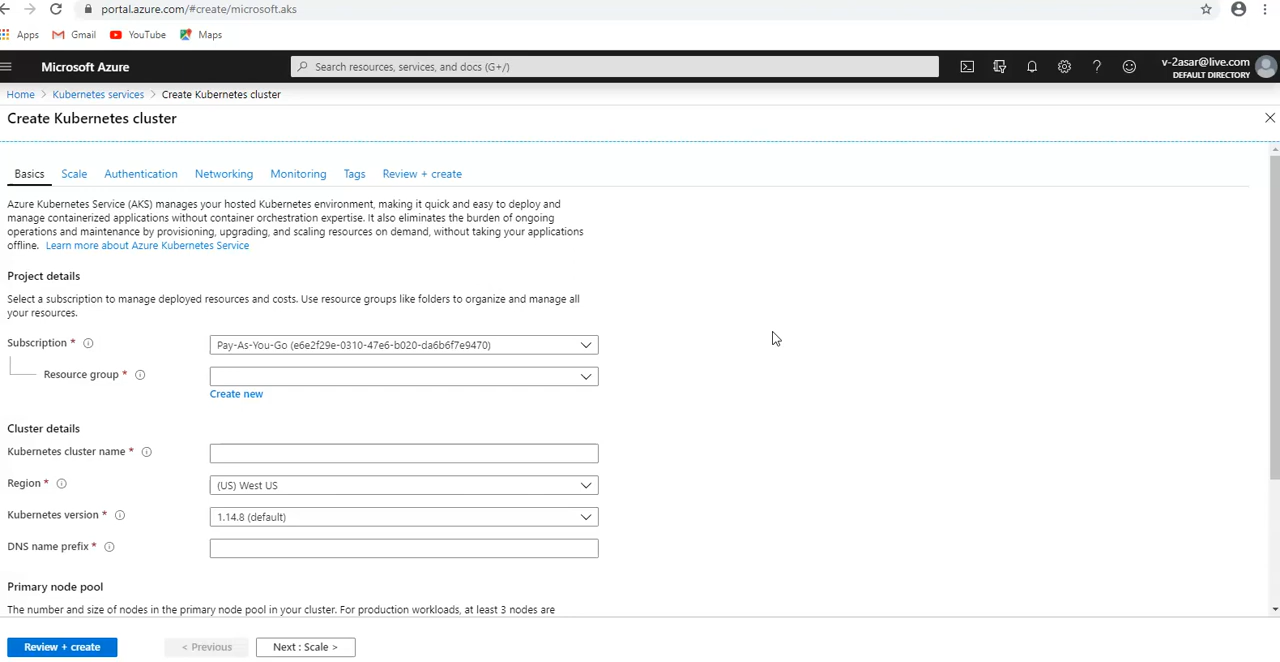 portal.azure.com/#create/microsoft.aks
Apps Gmail YouTube Maps
Microsoft Azure Search resources, services, and docs (G+/) v-2asar@live.com
DEFAULT DIRECTORY
Home > Kubernetes services > Create Kubernetes cluster
Create Kubernetes cluster
Basics Scale Authentication Networking Monitoring Tags Review + create
Azure Kubernetes Service (AKS) manages your hosted Kubernetes environment, making it quick and easy to deploy and
manage containerized applications without container orchestration expertise. It also eliminates the burden of ongoing
operations and maintenance by provisioning, upgrading, and scaling resources on demand, without taking your applications
offline. Learn more about Azure Kubernetes Service
Project details
Select a subscription to manage deployed resources and costs. Use resource groups like folders to organize and manage all
your resources.
Subscription * Pay-As-You-Go (e6e2f29e-0310-47e6-b020-da6b6f7e9470)
Resource group *
Create new
Cluster details
Kubernetes cluster name *
Region * (US) West US
Kubernetes version * 1.14.8 (default)
DNS name prefix *
Primary node pool
The number and size of nodes in the primary node pool in your cluster. For production workloads, at least 3 nodes are
Review + create < Previous Next : Scale >